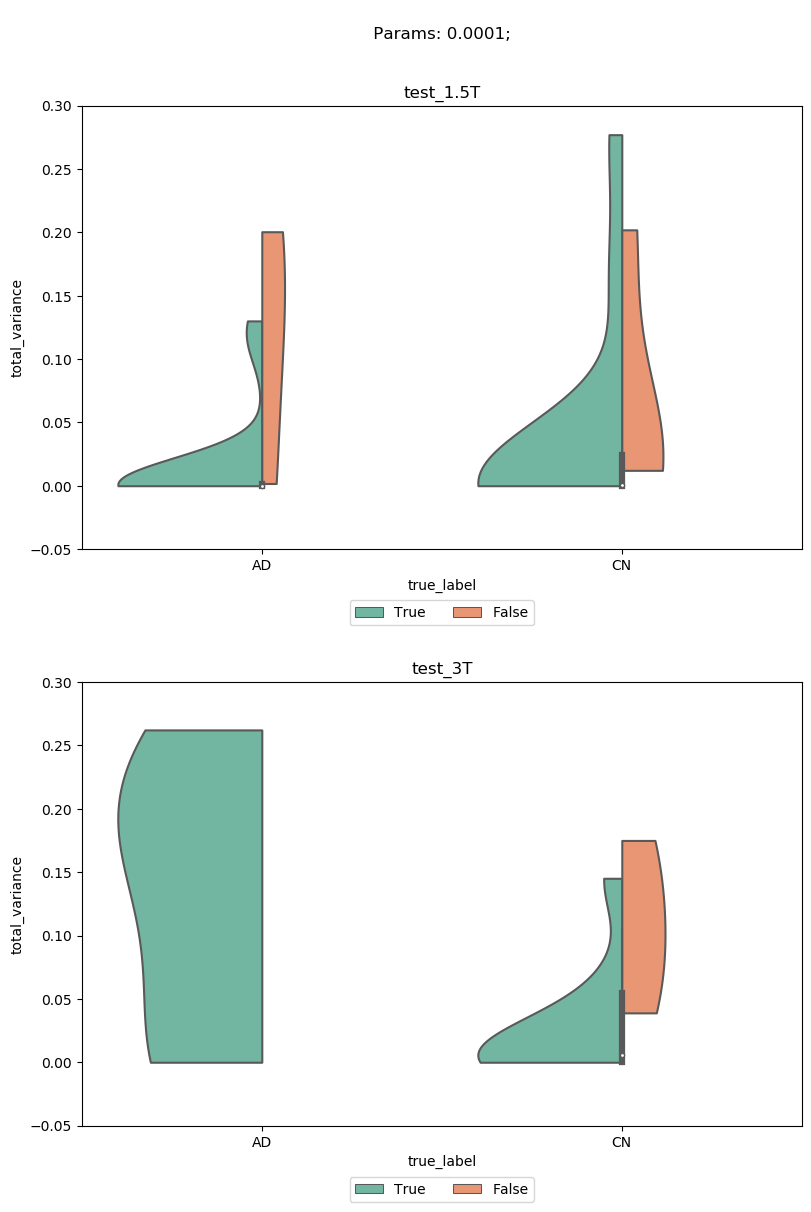 Params: 0.0001;
test_1.5T
0.30
0.25
0.20
0.15
0.10
0.05
0.00
−0.05
total_variance
AD CN
true_label
True False
test_3T
0.30
0.25
0.20
0.15
0.10
0.05
0.00
−0.05
total_variance
AD CN
true_label
True False